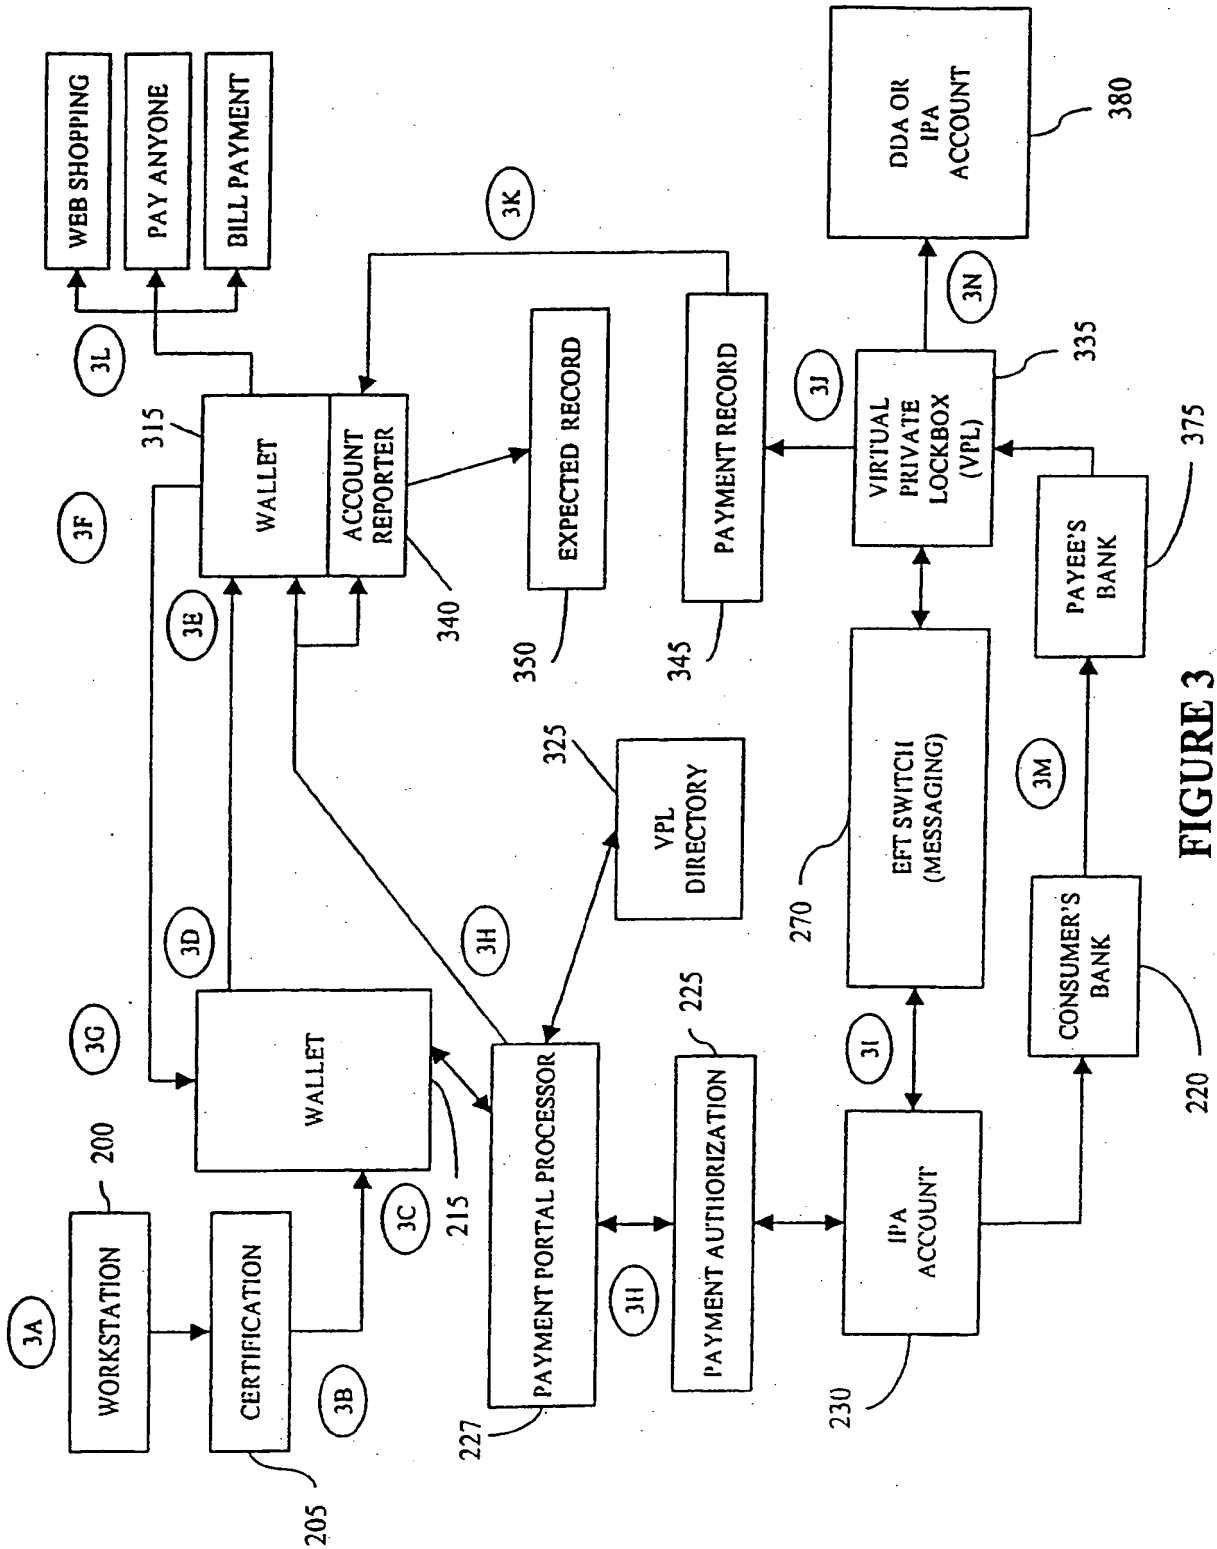 3A
WORKSTATION
200
CERTIFICATION
205
3B
3C
215
WALLET
3G
3D
3F
3E
315
WALLET
ACCOUNT
REPORTER
340
3L
WEB SHOPPING
PAY ANYONE
BILL PAYMENT
3K
227
PAYMENT PORTAL PROCESSOR
3H
325
VPL
DIRECTORY
350
EXPECTED RECORD
3H
PAYMENT AUTHORIZATION
225
345
PAYMENT RECORD
3J
230
IPA
ACCOUNT
3I
270
EFT SWITCH
(MESSAGING)
VIRTUAL
PRIVATE
LOCKBOX
(VPL)
335
3N
DDA OR
IPA
ACCOUNT
380
220
CONSUMER'S
BANK
3M
PAYEE'S
BANK
375
FIGURE 3